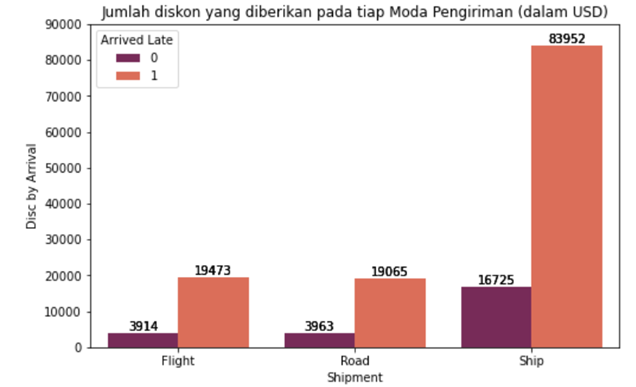 Jumlah diskon yang diberikan pada tiap Moda Pengiriman (dalam USD)
90000
80000
70000
60000
50000
40000
30000
20000
10000
0
Disc by Arrival
Arrived Late
0
1
3914
19473
3963
19065
16725
83952
Flight
Road
Ship
Shipment